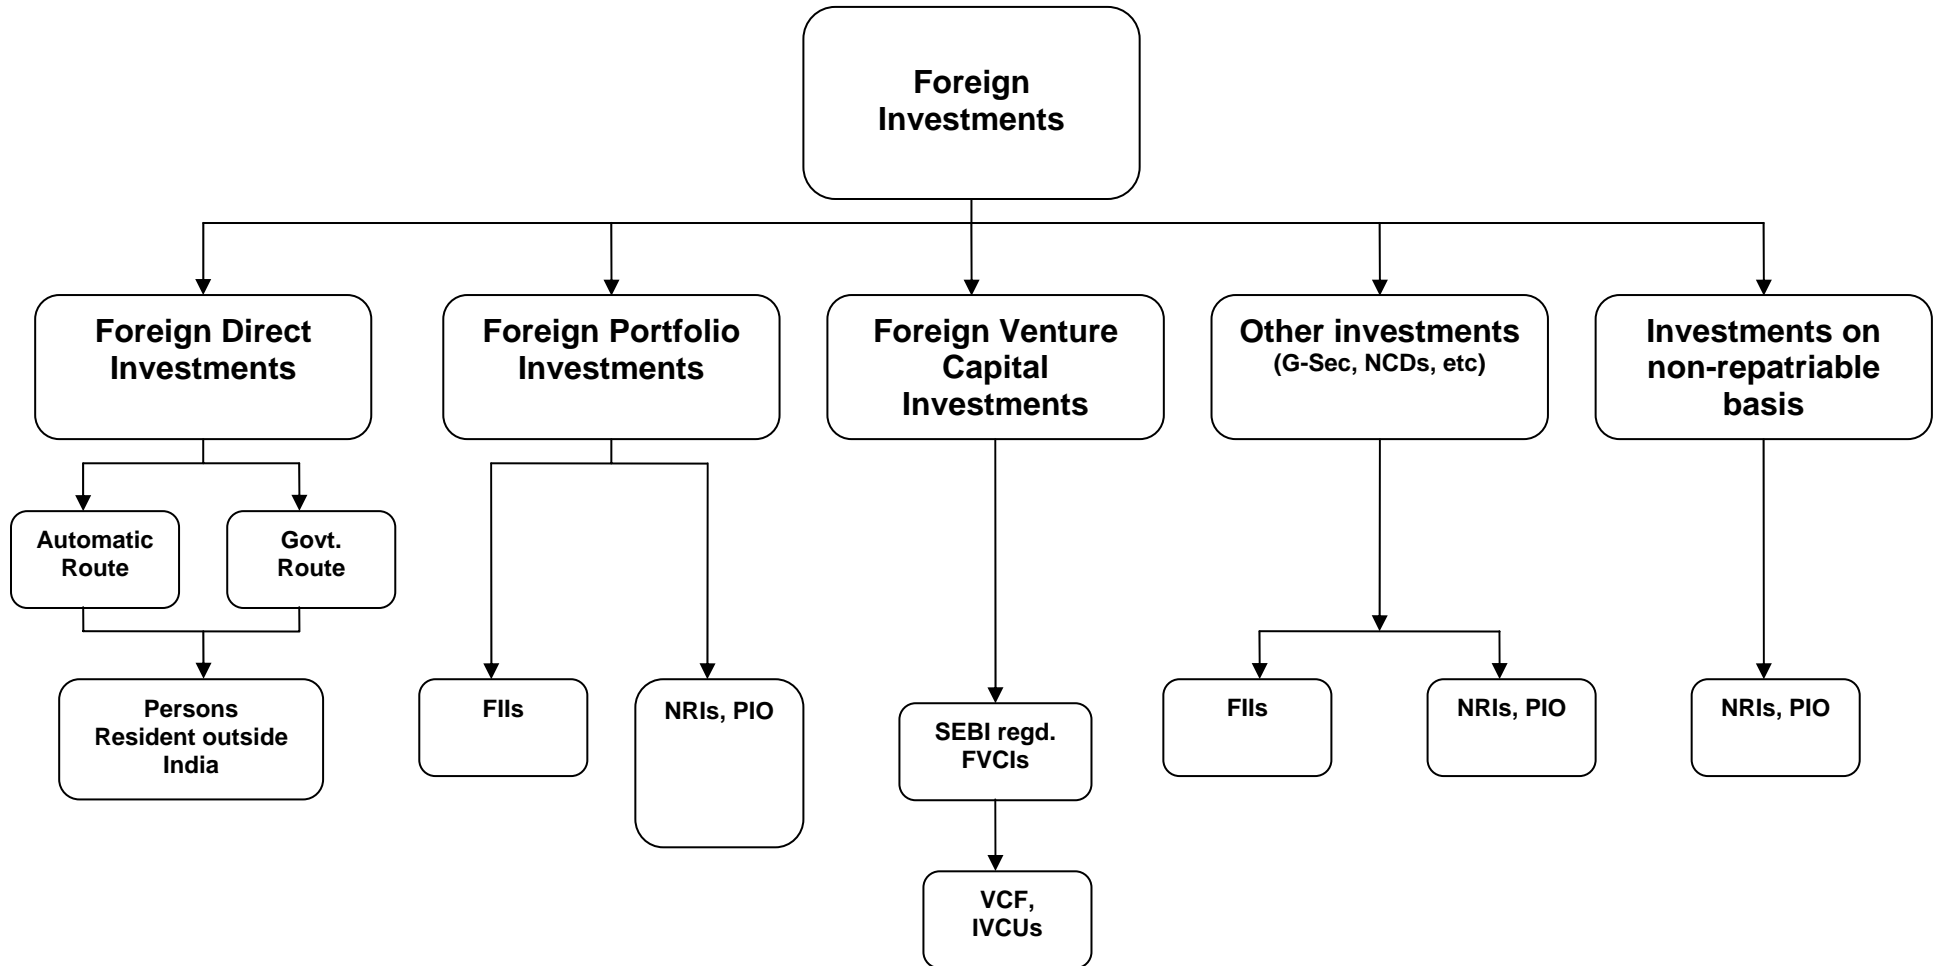 Foreign
Investments
Foreign Direct
Investments
Foreign Portfolio
Investments
Foreign Venture
Capital
Investments
Other investments
(G-Sec, NCDs, etc)
Investments on
non-repatriable
basis
Automatic
Route
Govt.
Route
Persons
Resident outside
India
FIIs
NRIs, PIO
SEBI regd.
FVCIs
FIIs
NRIs, PIO
NRIs, PIO
VCF,
IVCUs